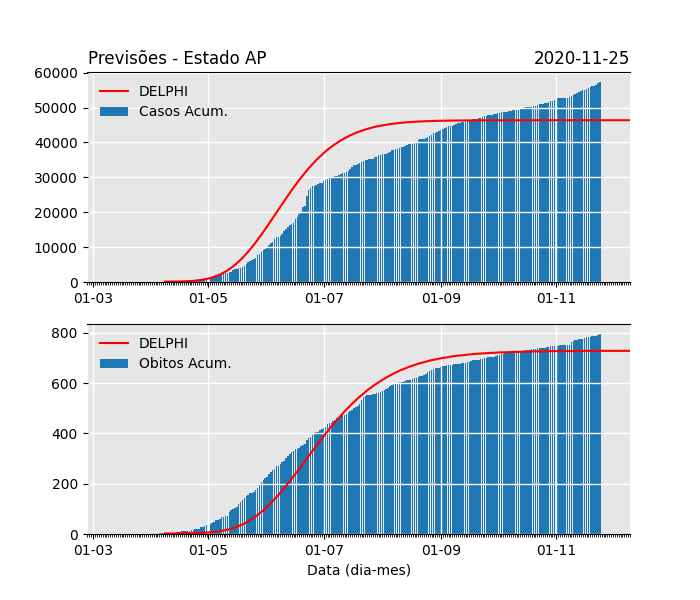 Previsões - Estado AP 2020-11-25
60000
DELPHI
50000
Casos Acum.
40000
30000
20000
10000
0
01-03 01-05 01-07 01-09 01-11
800
DELPHI
Obitos Acum.
600
400
200
0
01-03 01-05 01-07 01-09 01-11
Data (dia-mes)